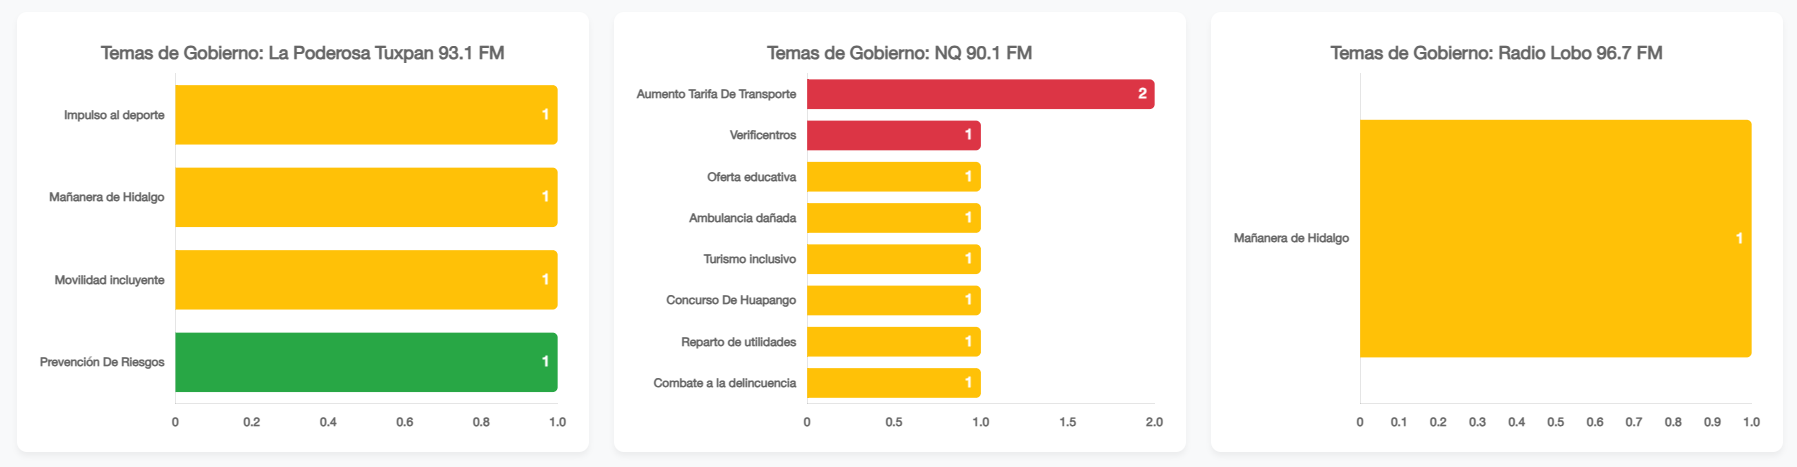 Temas de Gobierno: La Poderosa Tuxpan 93.1 FM
Impulso al deporte
1
Mañanera de Hidalgo
1
Movilidad incluyente
1
Prevención De Riesgos
1
0 0.2 0.4 0.6 0.8 1.0
Temas de Gobierno: NQ 90.1 FM
Aumento Tarifa De Transporte
2
Verificentros
1
Oferta educativa
1
Ambulancia dañada
1
Turismo inclusivo
1
Concurso De Huapango
1
Reparto de utilidades
1
Combate a la delincuencia
1
0 0.5 1.0 1.5 2.0
Temas de Gobierno: Radio Lobo 96.7 FM
Mañanera de Hidalgo
1
0 0.1 0.2 0.3 0.4 0.5 0.6 0.7 0.8 0.9 1.0